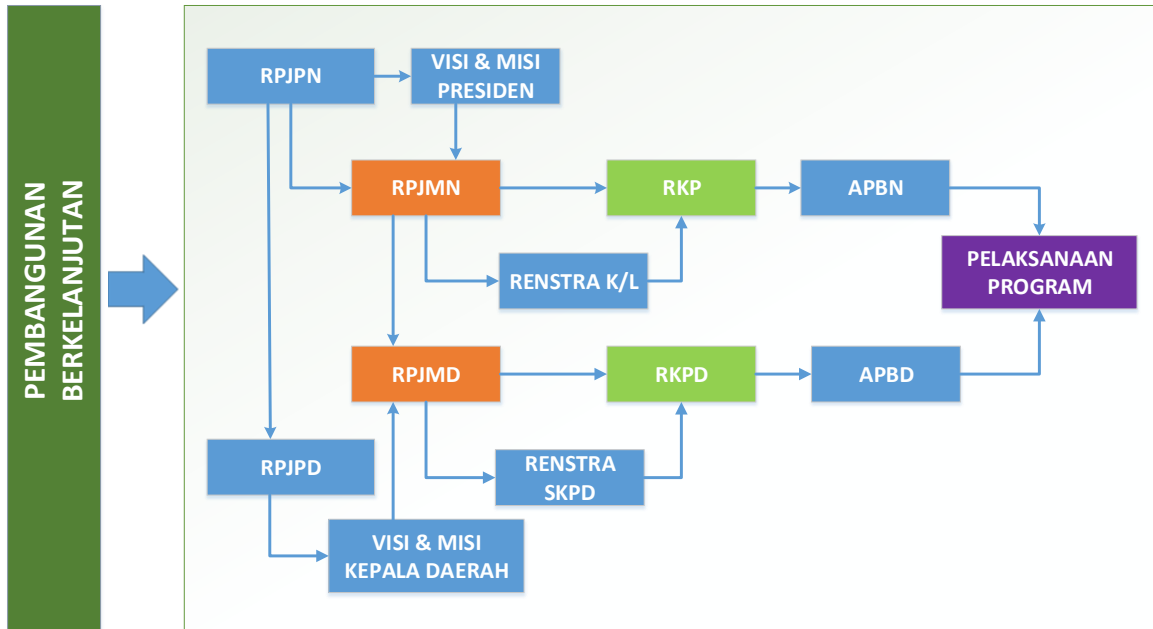 PEMBANGUNAN
BERKELANJUTAN
RPJPN
VISI & MISI
PRESIDEN
RPJMN
RKP
APBN
RENSTRA K/L
PELAKSANAAN
PROGRAM
RPJMD
RKPD
APBD
RPJPD
RENSTRA
SKPD
VISI & MISI
KEPALA DAERAH